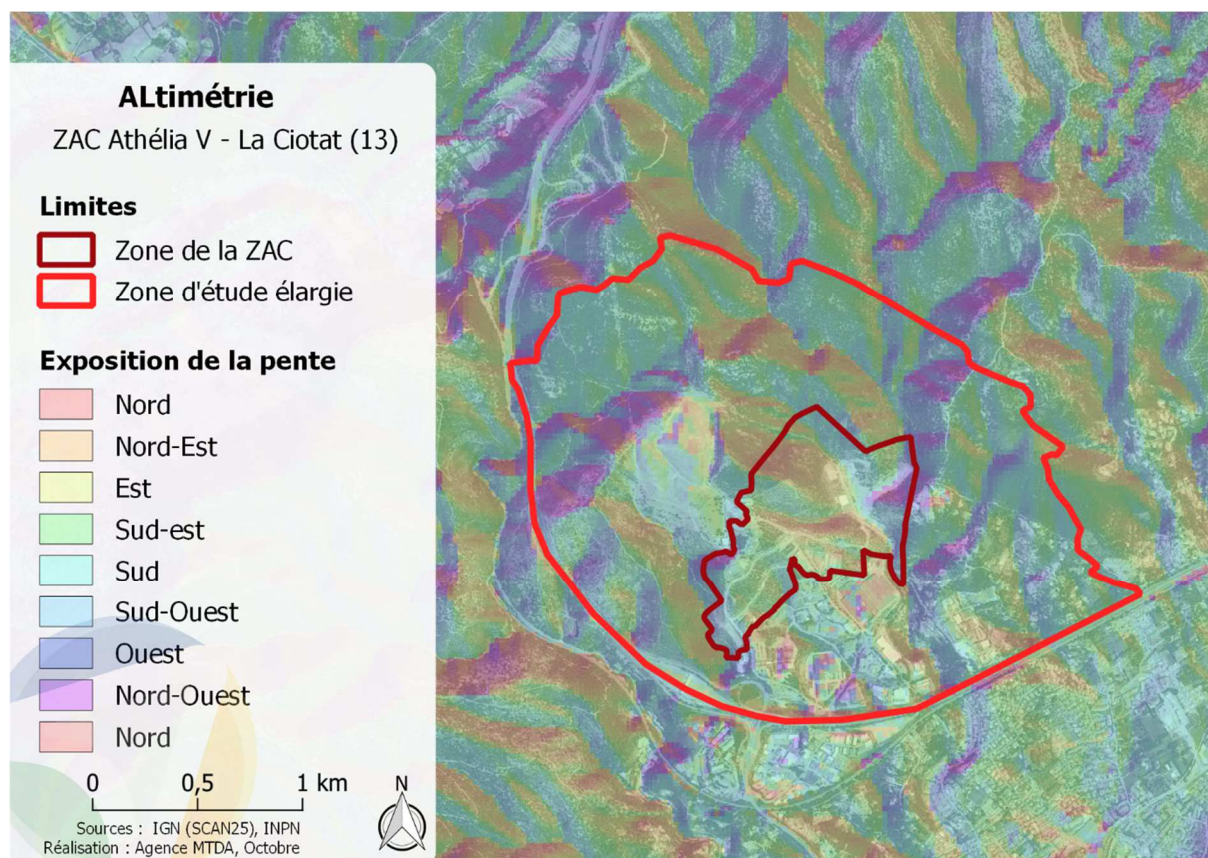 ALtimétrie
ZAC Athélia V - La Ciotat (13)
Limites
Zone de la ZAC
Zone d'étude élargie
Exposition de la pente
Nord
Nord-Est
Est
Sud-est
Sud
Sud-Ouest
Ouest
Nord-Ouest
Nord
0 0,5 1 km
N
Sources : IGN (SCAN25), INPN
Réalisation : Agence MTDA, Octobre